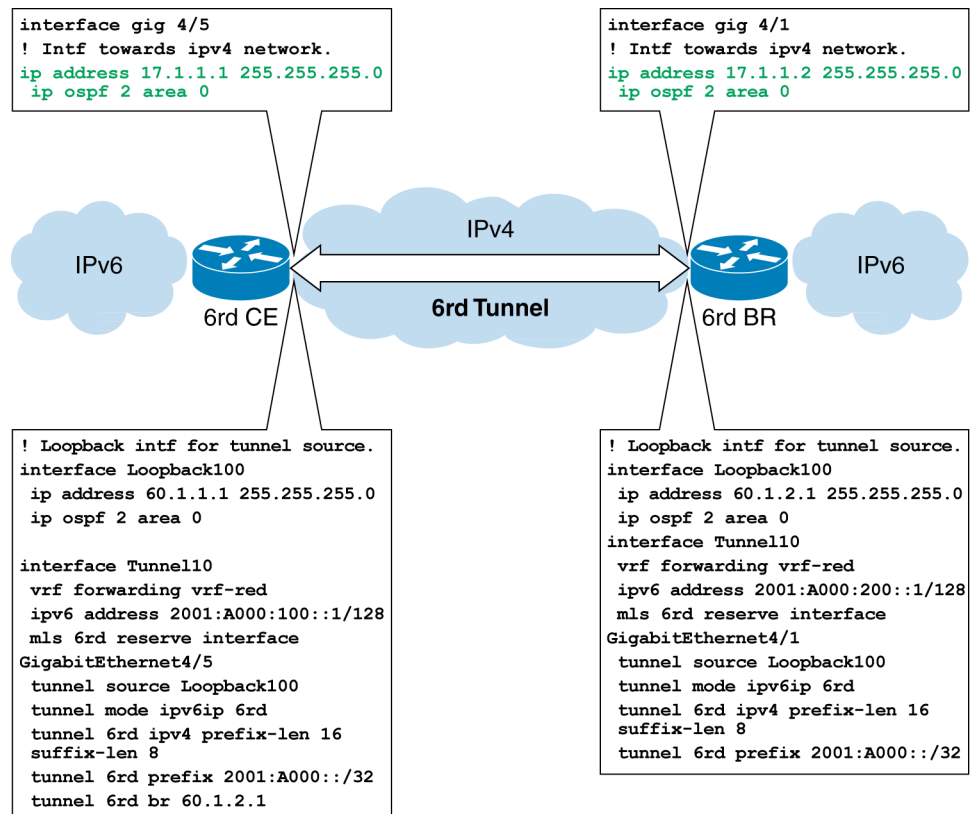 interface gig 4/5
! Intf towards ipv4 network.
ip address 17.1.1.1 255.255.255.0
ip ospf 2 area 0
interface gig 4/1
! Intf towards ipv4 network.
ip address 17.1.1.2 255.255.255.0
ip ospf 2 area 0
IPv6
6rd CE
IPv4
6rd Tunnel
6rd BR
IPv6
! Loopback intf for tunnel source.
interface Loopback100
ip address 60.1.1.1 255.255.255.0
ip ospf 2 area 0
interface Tunnel10
vrf forwarding vrf-red
ipv6 address 2001:A000:100::1/128
mls 6rd reserve interface
GigabitEthernet4/5
tunnel source Loopback100
tunnel mode ipv6ip 6rd
tunnel 6rd ipv4 prefix-len 16
suffix-len 8
tunnel 6rd prefix 2001:A000::/32
tunnel 6rd br 60.1.2.1
! Loopback intf for tunnel source.
interface Loopback100
ip address 60.1.2.1 255.255.255.0
ip ospf 2 area 0
interface Tunnel10
vrf forwarding vrf-red
ipv6 address 2001:A000:200::1/128
mls 6rd reserve interface
GigabitEthernet4/1
tunnel source Loopback100
tunnel mode ipv6ip 6rd
tunnel 6rd ipv4 prefix-len 16
suffix-len 8
tunnel 6rd prefix 2001:A000::/32